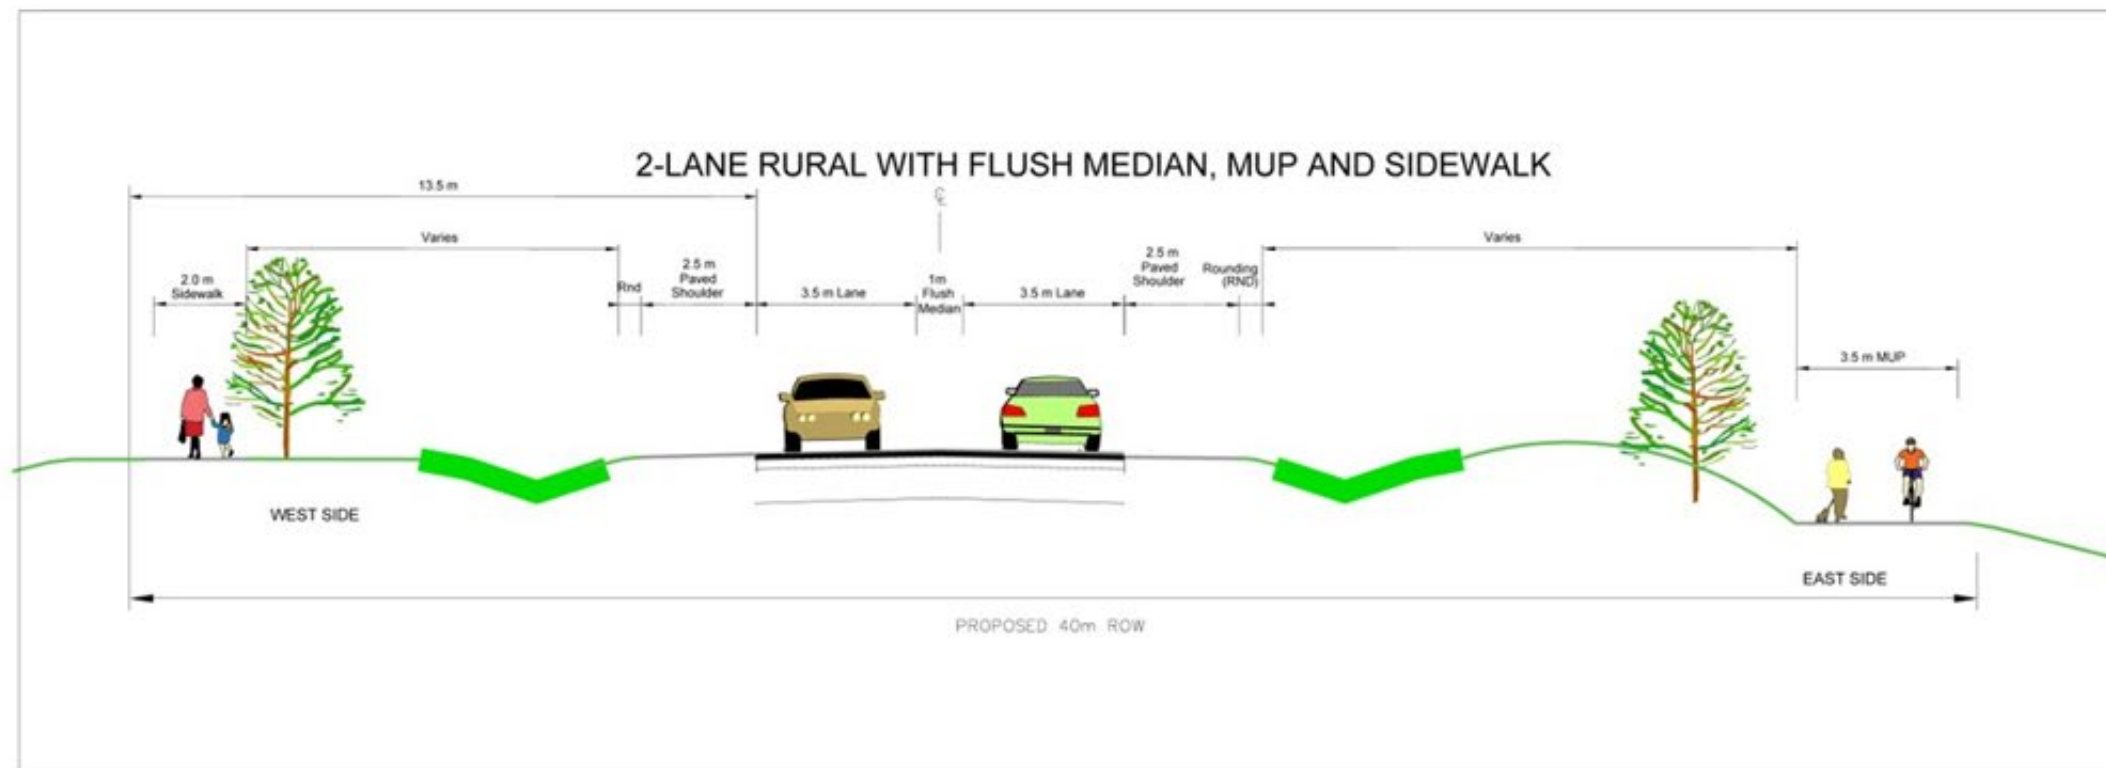 2-LANE RURAL WITH FLUSH MEDIAN, MUP AND SIDEWALK
13.5 m
℄
Varies
Varies
2.0 m
Sidewalk
Rnd
2.5 m
Paved
Shoulder
3.5 m Lane
1m
Flush
Median
3.5 m Lane
2.5 m
Paved
Shoulder
Rounding
(RND)
3.5 m MUP
WEST SIDE
EAST SIDE
PROPOSED 40m ROW